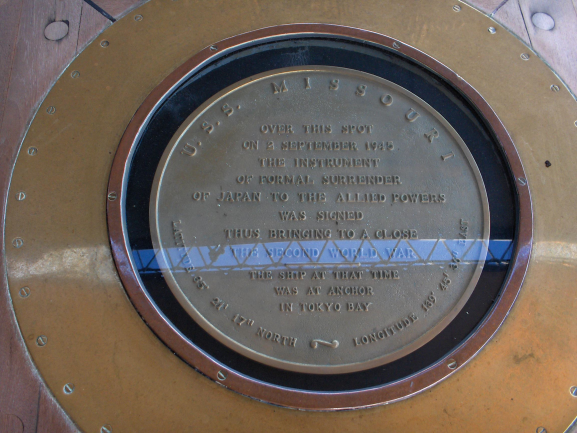 U.S.S. MISSOURI
OVER THIS SPOT
ON 2 SEPTEMBER 1945
THE INSTRUMENT
OF FORMAL SURRENDER
OF JAPAN TO THE ALLIED POWERS
WAS SIGNED
THUS BRINGING TO A CLOSE
THE SECOND WORLD WAR
THE SHIP AT THAT TIME
WAS AT ANCHOR
IN TOKYO BAY
LATITUDE 35° 21' 17" NORTH
LONGITUDE 139° 45' EAST